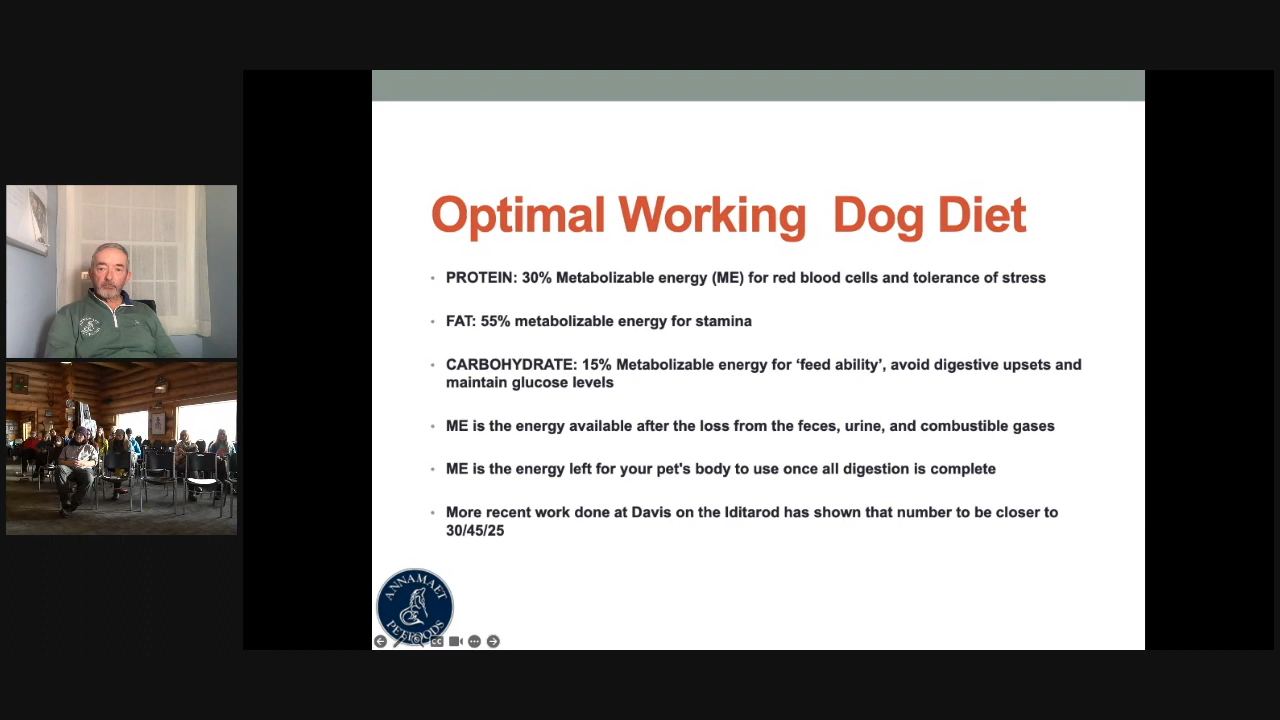 Optimal Working Dog Diet
• PROTEIN: 30% Metabolizable energy (ME) for red blood cells and tolerance of stress
• FAT: 55% metabolizable energy for stamina
• CARBOHYDRATE: 15% Metabolizable energy for ‘feed ability’, avoid digestive upsets and
maintain glucose levels
• ME is the energy available after the loss from the feces, urine, and combustible gases
• ME is the energy left for your pet's body to use once all digestion is complete
• More recent work done at Davis on the Iditarod has shown that number to be closer to
30/45/25
ANNAMAET
PETFOODS
CC